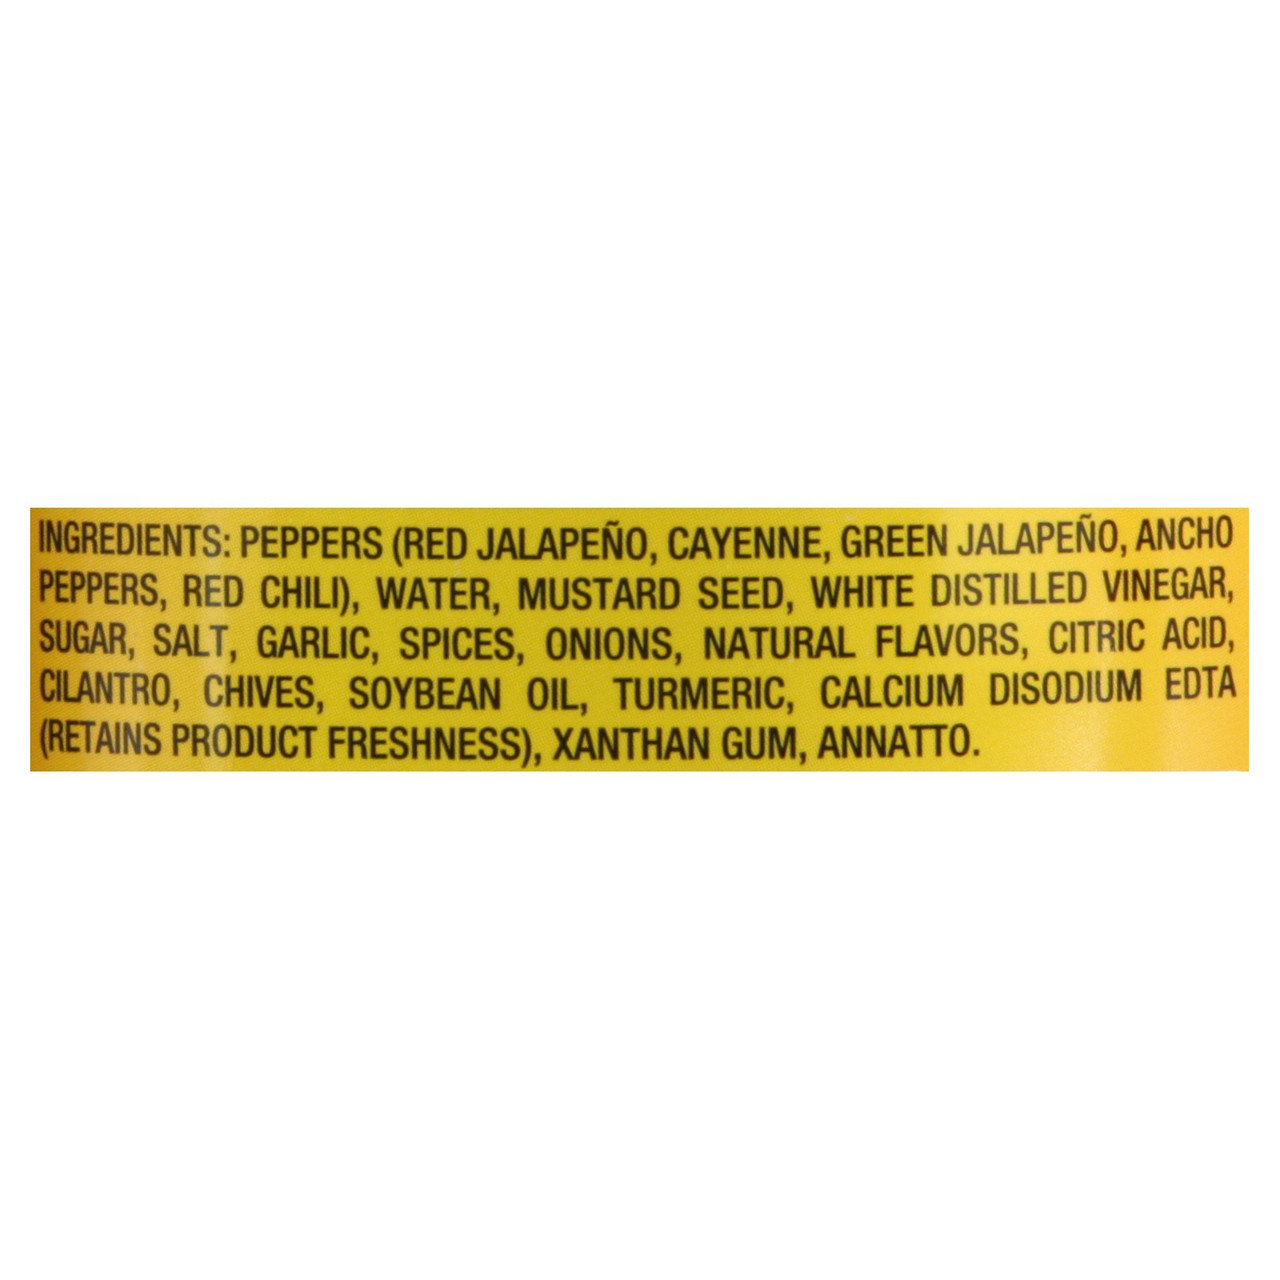 INGREDIENTS: PEPPERS (RED JALAPEÑO, CAYENNE, GREEN JALAPEÑO, ANCHO
PEPPERS, RED CHILI), WATER, MUSTARD SEED, WHITE DISTILLED VINEGAR,
SUGAR, SALT, GARLIC, SPICES, ONIONS, NATURAL FLAVORS, CITRIC ACID,
CILANTRO, CHIVES, SOYBEAN OIL, TURMERIC, CALCIUM DISODIUM EDTA
(RETAINS PRODUCT FRESHNESS), XANTHAN GUM, ANNATTO.